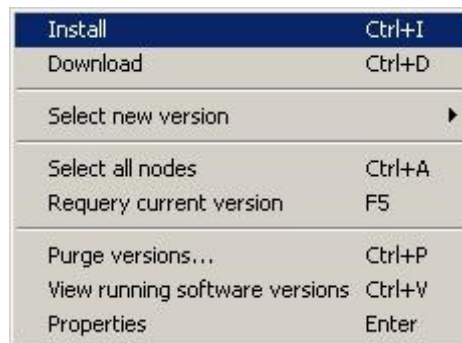 Install Ctrl+I
Download Ctrl+D
Select new version
Select all nodes Ctrl+A
Requery current version F5
Purge versions... Ctrl+P
View running software versions Ctrl+V
Properties Enter